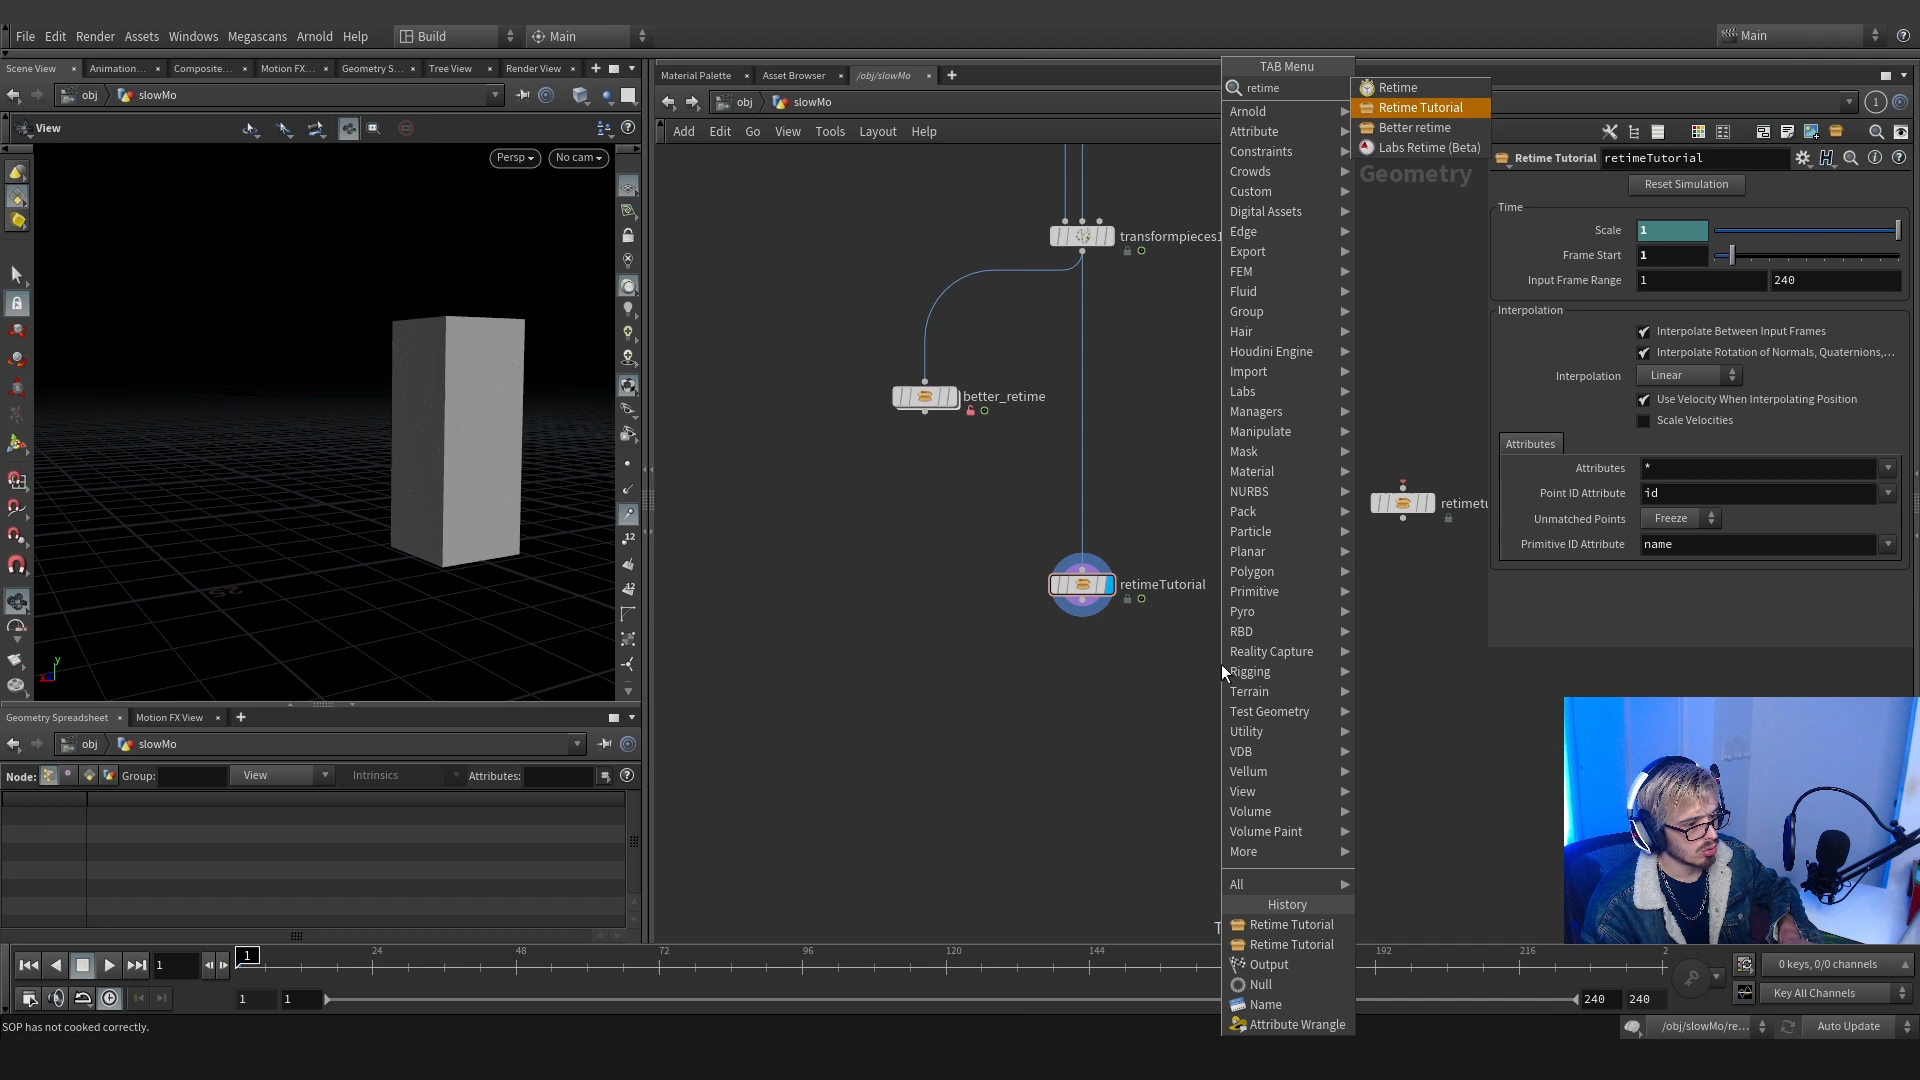 File Edit Render Assets Windows Megascans Arnold Help Build Main Main
Scene View Animation... Composite... Motion FX... Geometry S... Tree View Render View
obj slowMo
View
Persp No cam
12
25
y
Geometry Spreadsheet Motion FX View
obj slowMo
Node: Group: View Intrinsics Attributes:
Material Palette Asset Browser /obj/slowMo
obj slowMo
Add Edit Go View Tools Layout Help
Geometry
transformpieces1
better_retime
retimetu
retimeTutorial
TAB Menu
retime
Arnold
Attribute
Constraints
Crowds
Custom
Digital Assets
Edge
Export
FEM
Fluid
Group
Hair
Houdini Engine
Import
Labs
Managers
Manipulate
Mask
Material
NURBS
Pack
Particle
Planar
Polygon
Primitive
Pyro
RBD
Reality Capture
Rigging
Terrain
Test Geometry
Utility
VDB
Vellum
View
Volume
Volume Paint
More
All
History
Retime Tutorial
Retime Tutorial
Output
Null
Name
Attribute Wrangle
Retime
Retime Tutorial
Better retime
Labs Retime (Beta)
1
Retime Tutorial retimeTutorial
Reset Simulation
Time
Scale 1
Frame Start 1
Input Frame Range 1 240
Interpolation
Interpolate Between Input Frames
Interpolate Rotation of Normals, Quaternions,...
Interpolation Linear
Use Velocity When Interpolating Position
Scale Velocities
Attributes
Attributes *
Point ID Attribute id
Unmatched Points Freeze
Primitive ID Attribute name
1 1 24 48 72 96 120 144 192 216 2
0 keys, 0/0 channels
1 1 240 240 Key All Channels
SOP has not cooked correctly. /obj/slowMo/re... Auto Update